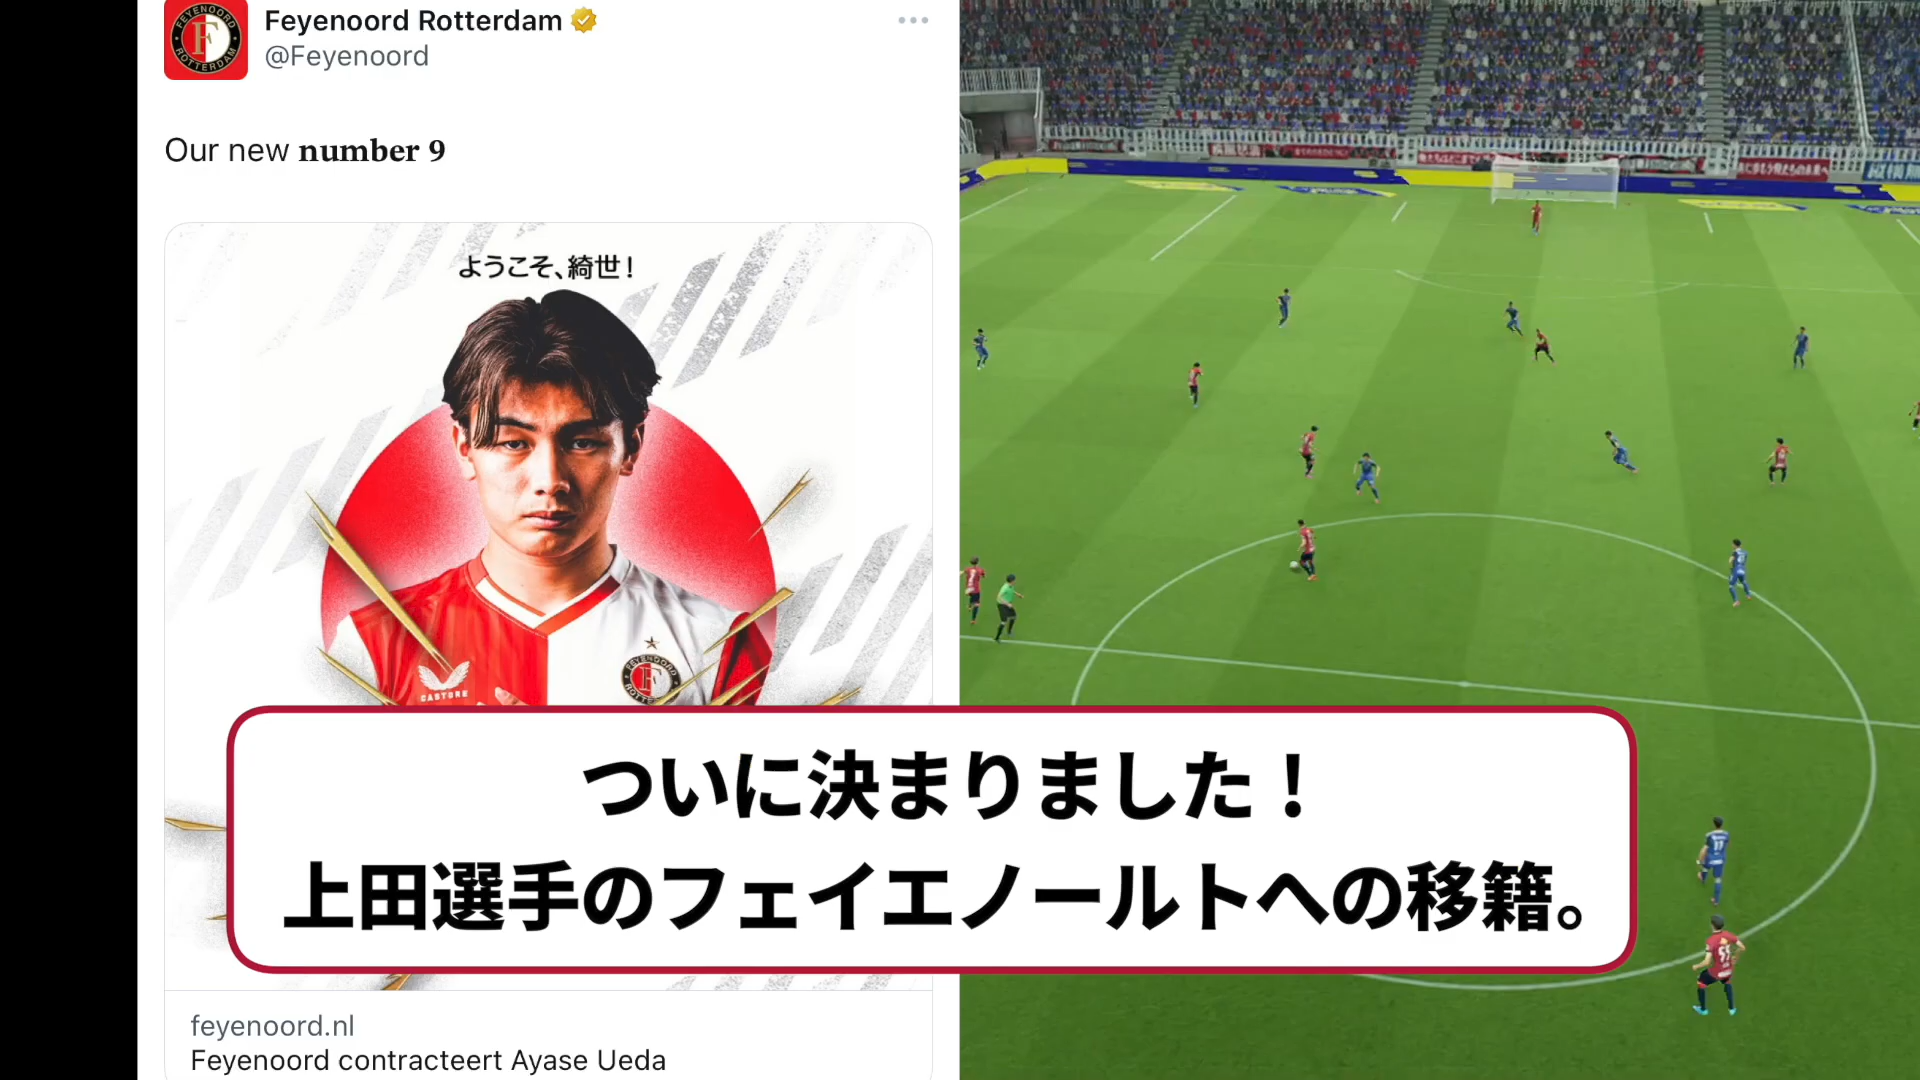 Feyenoord Rotterdam
@Feyenoord
Our new number 9
ようこそ、綺世！
CASTORE
ついに決まりました！
上田選手のフェイエノールトへの移籍。
feyenoord.nl
Feyenoord contracteert Ayase Ueda